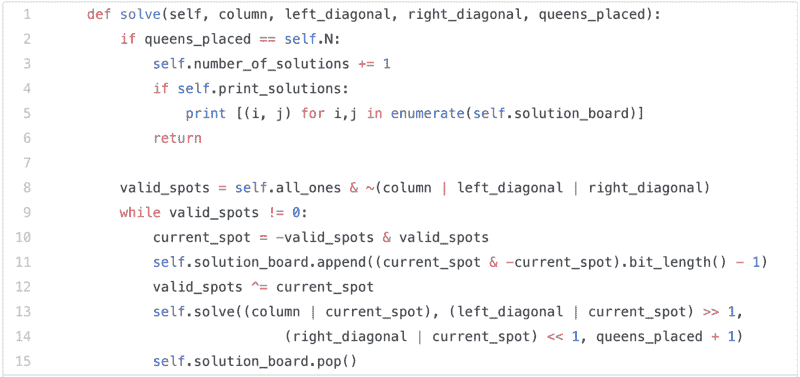 1 def solve(self, column, left_diagonal, right_diagonal, queens_placed):
2 if queens_placed == self.N:
3 self.number_of_solutions += 1
4 if self.print_solutions:
5 print [(i, j) for i,j in enumerate(self.solution_board)]
6 return
7
8 valid_spots = self.all_ones & ~(column | left_diagonal | right_diagonal)
9 while valid_spots != 0:
10 current_spot = -valid_spots & valid_spots
11 self.solution_board.append((current_spot & -current_spot).bit_length() - 1)
12 valid_spots ^= current_spot
13 self.solve((column | current_spot), (left_diagonal | current_spot) >> 1,
14 (right_diagonal | current_spot) << 1, queens_placed + 1)
15 self.solution_board.pop()